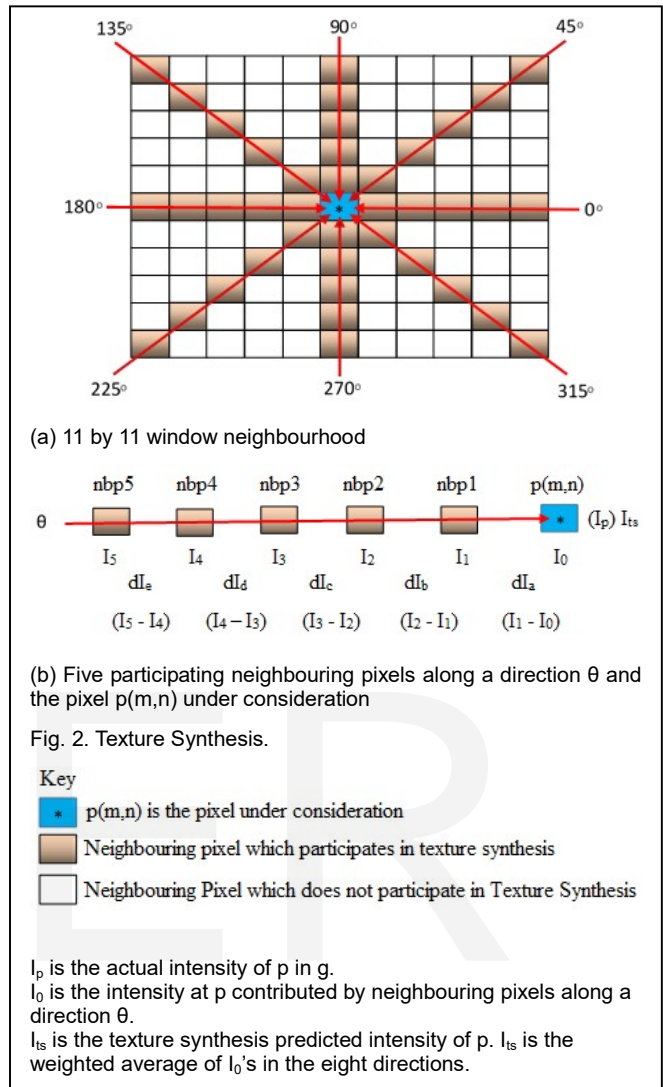 135°
90°
45°
180°
0°
225°
270°
315°
(a) 11 by 11 window neighbourhood
nbp5 nbp4 nbp3 nbp2 nbp1 p(m,n)
θ * (Iₚ) Iₜₛ
I₅ I₄ I₃ I₂ I₁ I₀
dIₑ dI_d dI_c dI_b dIₐ
(I₅ - I₄) (I₄ – I₃) (I₃ - I₂) (I₂ - I₁) (I₁ - I₀)
(b) Five participating neighbouring pixels along a direction θ and
the pixel p(m,n) under consideration
Fig. 2. Texture Synthesis.
Key
* p(m,n) is the pixel under consideration
Neighbouring pixel which participates in texture synthesis
Neighbouring Pixel which does not participate in Texture Synthesis
Iₚ is the actual intensity of p in g.
I₀ is the intensity at p contributed by neighbouring pixels along a
direction θ.
Iₜₛ is the texture synthesis predicted intensity of p. Iₜₛ is the
weighted average of I₀'s in the eight directions.
ER